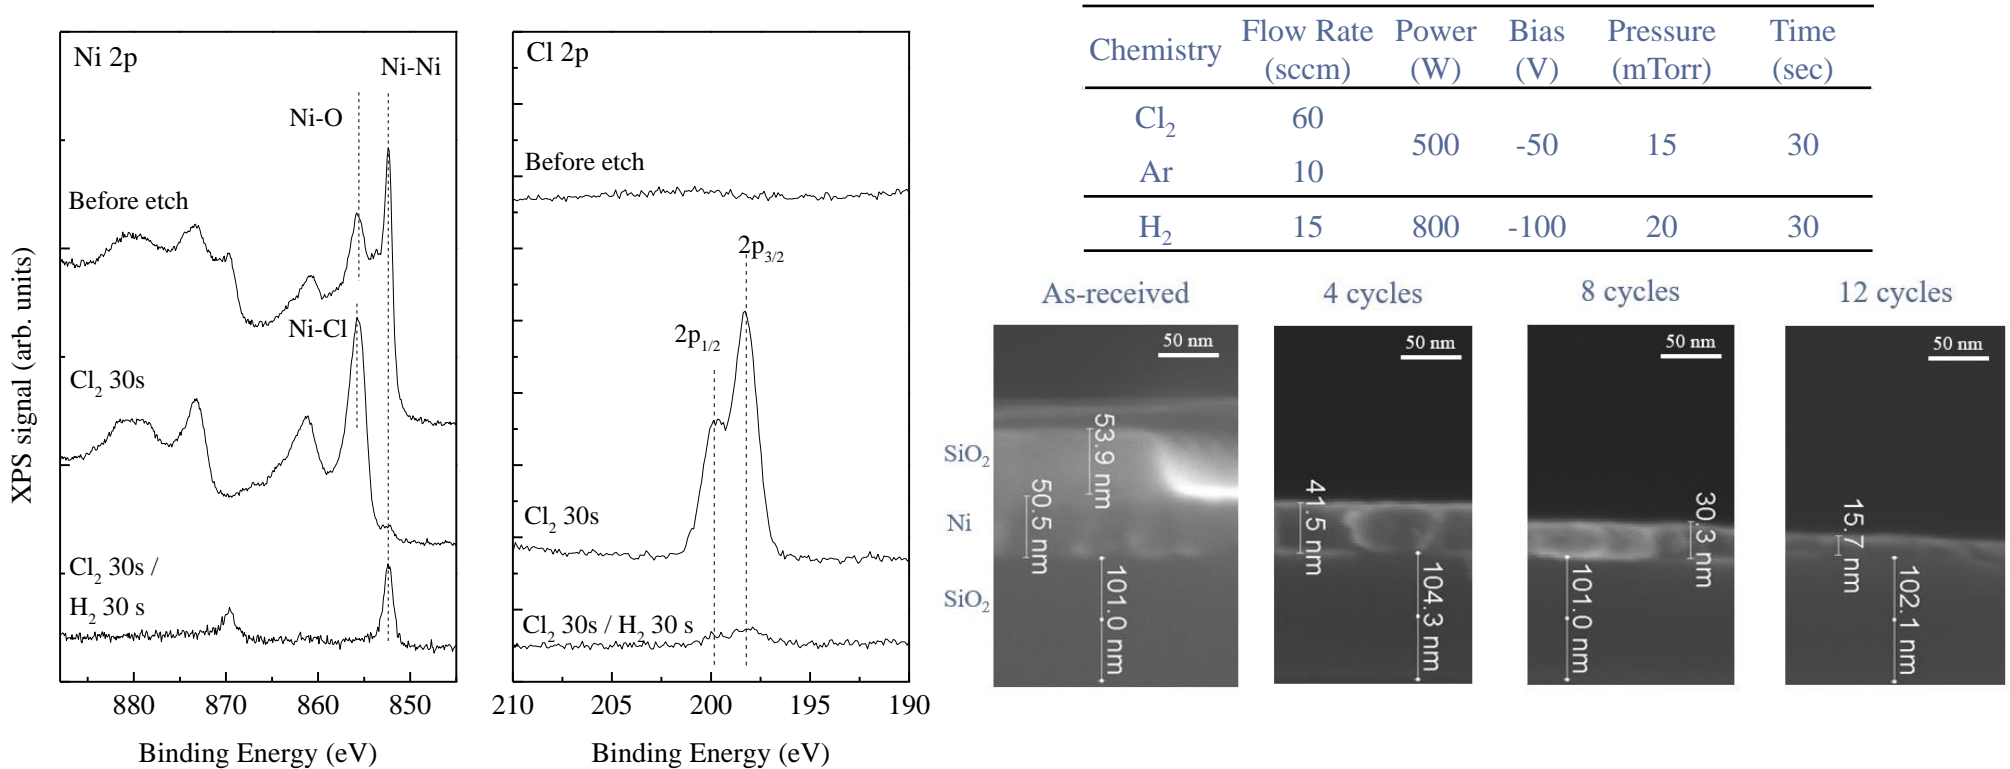 Ni 2p
Ni-Ni
Ni-O
Before etch
Ni-Cl
Cl₂ 30s
Cl₂ 30s /
H₂ 30 s
XPS signal (arb. units)
880 870 860 850
Binding Energy (eV)
Cl 2p
Before etch
2p₃/₂
2p₁/₂
Cl₂ 30s
Cl₂ 30s / H₂ 30 s
210 205 200 195 190
Binding Energy (eV)
Chemistry Flow Rate (sccm) Power (W) Bias (V) Pressure (mTorr) Time (sec)
Cl₂ 60
500 -50 15 30
Ar 10
H₂ 15 800 -100 20 30
As-received 4 cycles 8 cycles 12 cycles
50 nm
SiO₂
Ni
SiO₂
53.9 nm
50.5 nm
101.0 nm
50 nm
41.5 nm
104.3 nm
50 nm
30.3 nm
101.0 nm
50 nm
15.7 nm
102.1 nm